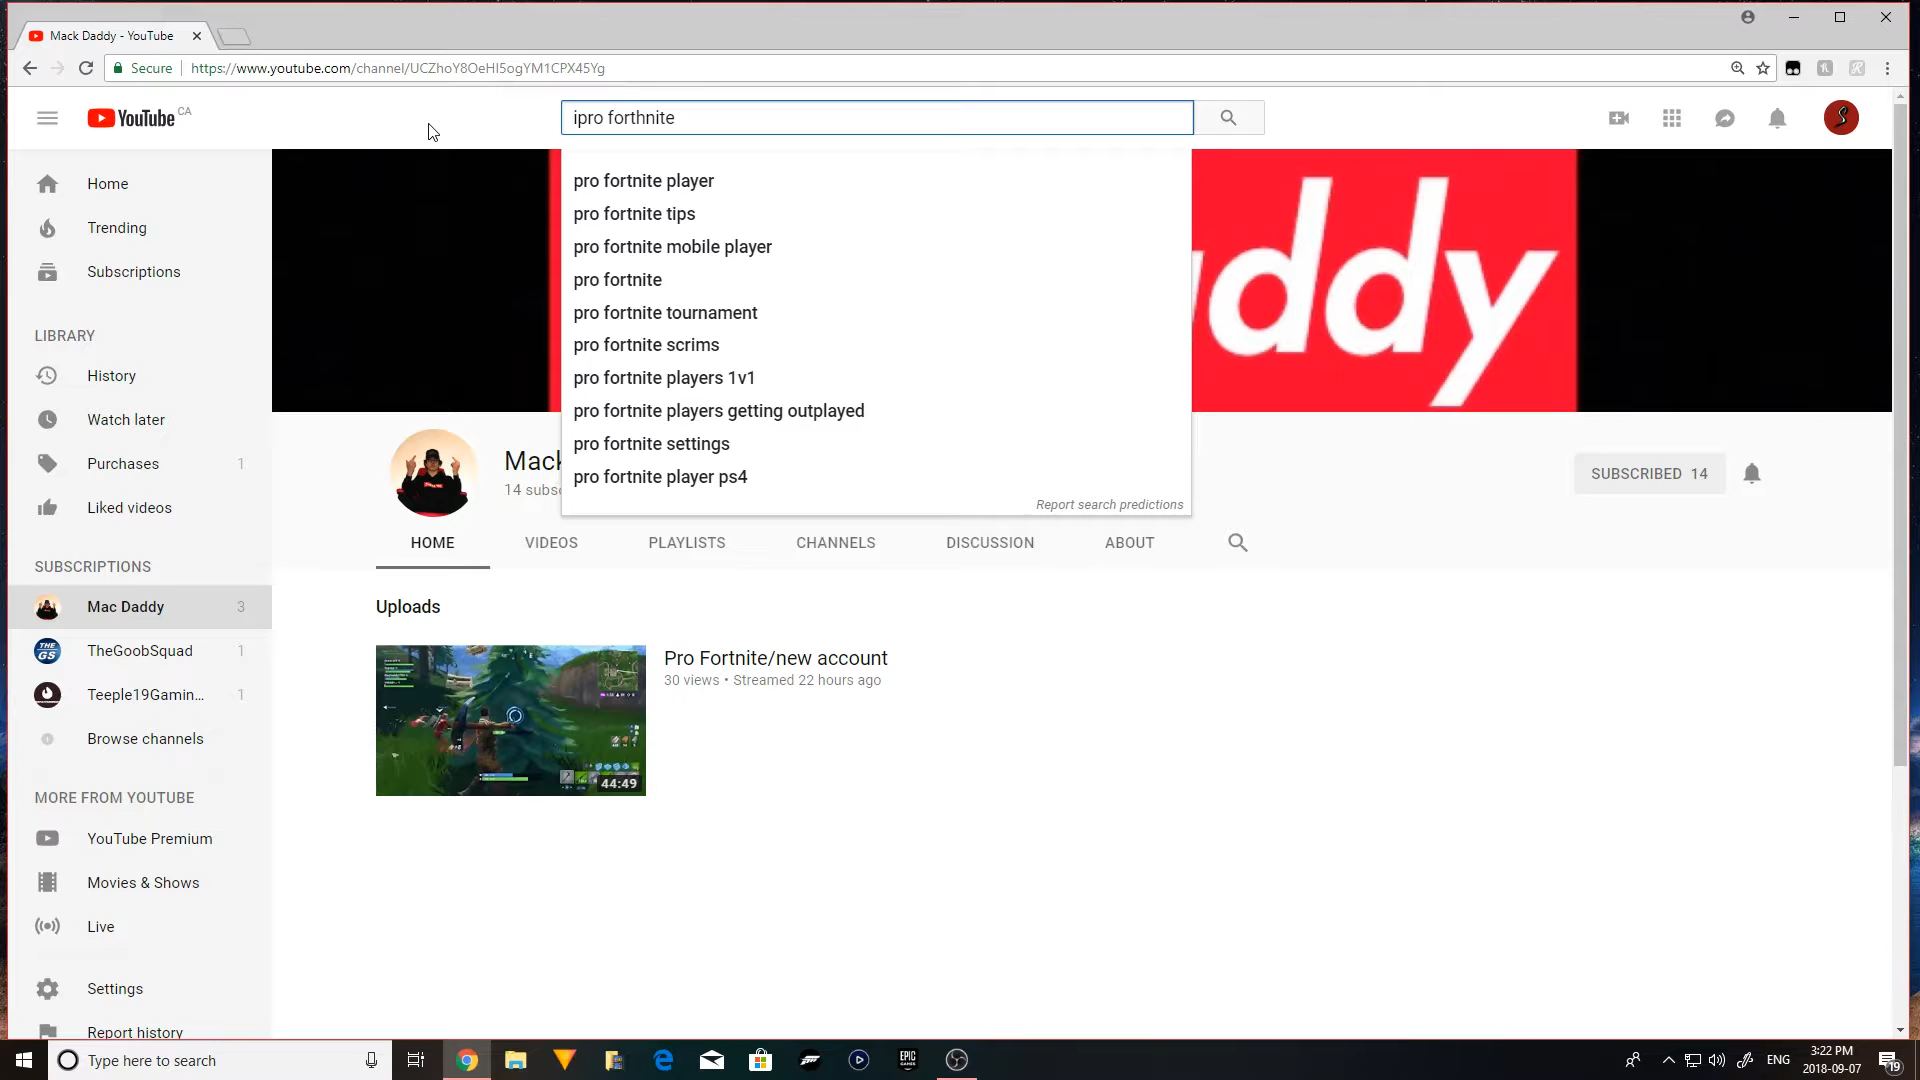 Mack Daddy - YouTube
Secure
https://www.youtube.com/channel/UCZhoY8OeHI5ogYM1CPX45Yg
YouTube CA
ipro forthnite
pro fortnite player
pro fortnite tips
pro fortnite mobile player
pro fortnite
pro fortnite tournament
pro fortnite scrims
pro fortnite players 1v1
pro fortnite players getting outplayed
pro fortnite settings
pro fortnite player ps4
Report search predictions
Home
Trending
Subscriptions
LIBRARY
History
Watch later
Purchases 1
Liked videos
SUBSCRIPTIONS
Mac Daddy 3
TheGoobSquad 1
Teeple19Gamin... 1
Browse channels
MORE FROM YOUTUBE
YouTube Premium
Movies & Shows
Live
Settings
Report history
addy
Mack
14 subsc
SUBSCRIBED 14
HOME
VIDEOS
PLAYLISTS
CHANNELS
DISCUSSION
ABOUT
Uploads
Pro Fortnite/new account
30 views • Streamed 22 hours ago
44:49
THE
GS
Type here to search
EPIC
GAMES
ENG
3:22 PM
2018-09-07
19